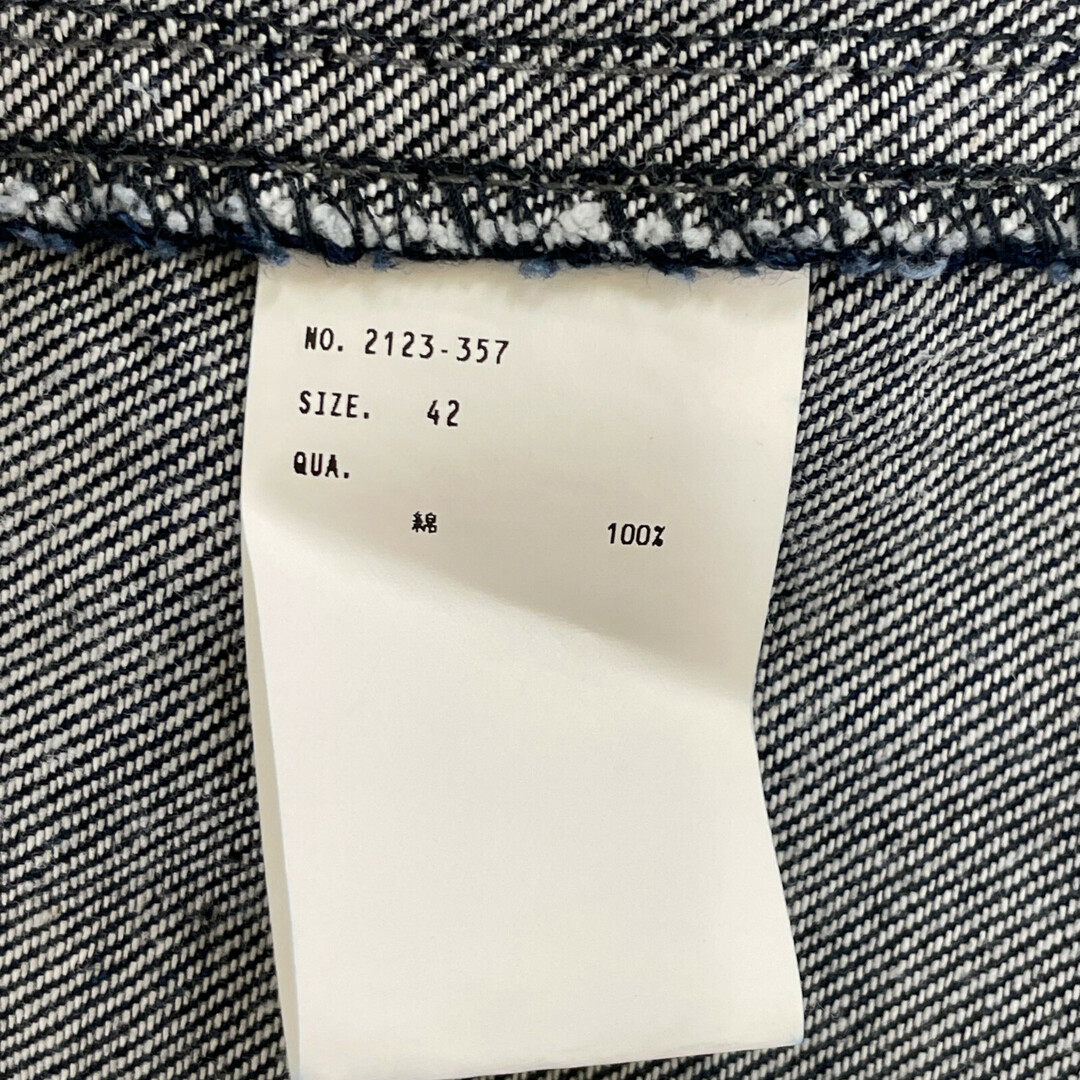 NO. 2123-357
SIZE. 42
QUA.
綿 100%